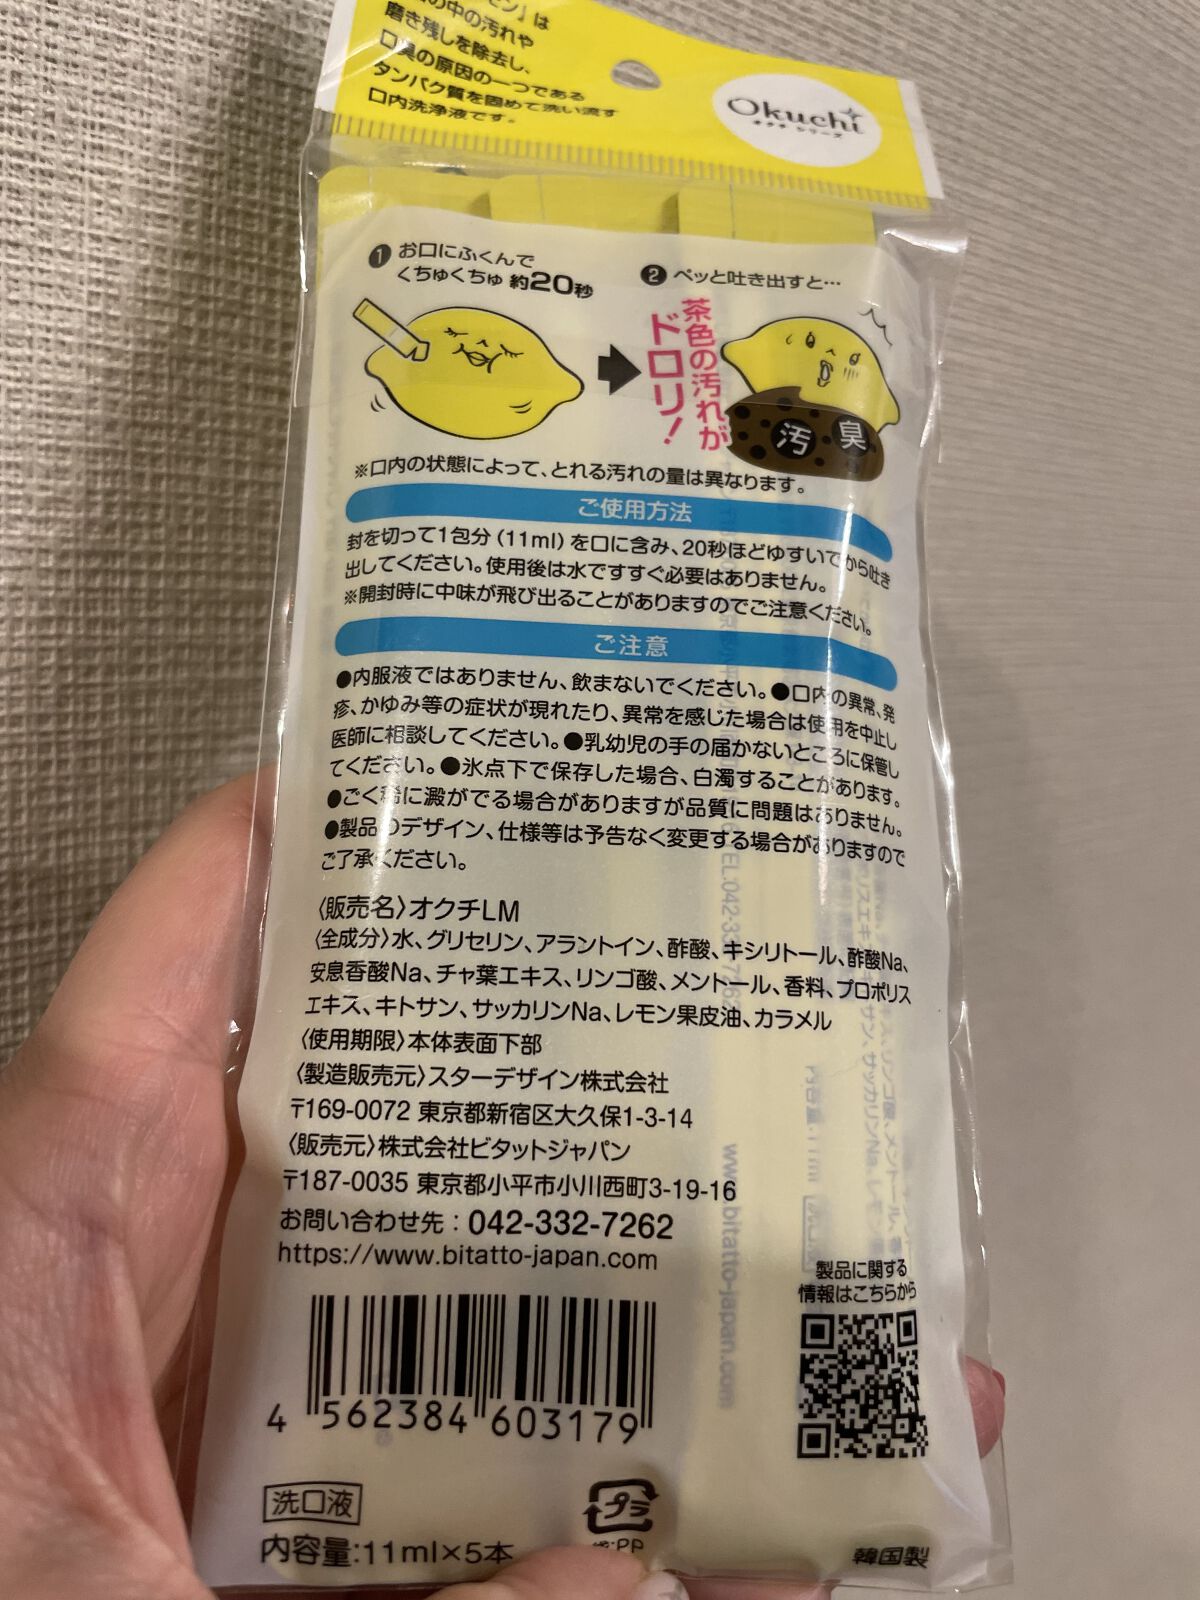 の中の汚れや
磨き残しを除去し、
口臭の原因の一つである
タンパク質を固めて洗い流す
口内洗浄液です。
Okuchi
オクチシリーズ
❶ お口にふくんで
くちゅくちゅ 約20秒
❷ ペッと吐き出すと…
茶色の汚れが
ドロリ!
汚 臭
※口内の状態によって、とれる汚れの量は異なります。
ご使用方法
封を切って1包分(11ml)を口に含み、20秒ほどゆすいでから吐き
出してください。使用後は水ですすぐ必要はありません。
※開封時に中味が飛び出ることがありますのでご注意ください。
ご注意
●内服液ではありません、飲まないでください。●口内の異常、発
疹、かゆみ等の症状が現れたり、異常を感じた場合は使用を中止し
医師に相談してください。●乳幼児の手の届かないところに保管し
てください。●氷点下で保存した場合、白濁することがあります。
●ごく稀に澱がでる場合がありますが品質に問題はありません。
●製品のデザイン、仕様等は予告なく変更する場合がありますので
ご了承ください。
〈販売名〉オクチLM
〈全成分〉水、グリセリン、アラントイン、酢酸、キシリトール、酢酸Na、
安息香酸Na、チャ葉エキス、リンゴ酸、メントール、香料、プロポリス
エキス、キトサン、サッカリンNa、レモン果皮油、カラメル
〈使用期限〉本体表面下部
〈製造販売元〉スターデザイン株式会社
〒169-0072 東京都新宿区大久保1-3-14
〈販売元〉株式会社ビタットジャパン
〒187-0035 東京都小平市小川西町3-19-16
お問い合わせ先：042-332-7262
https://www.bitatto-japan.com
www.bitatto-japan.com
製品に関する
情報はこちらから
4 562384 603179
洗口液
内容量:11ml×5本
プラ
袋:PP
韓国製